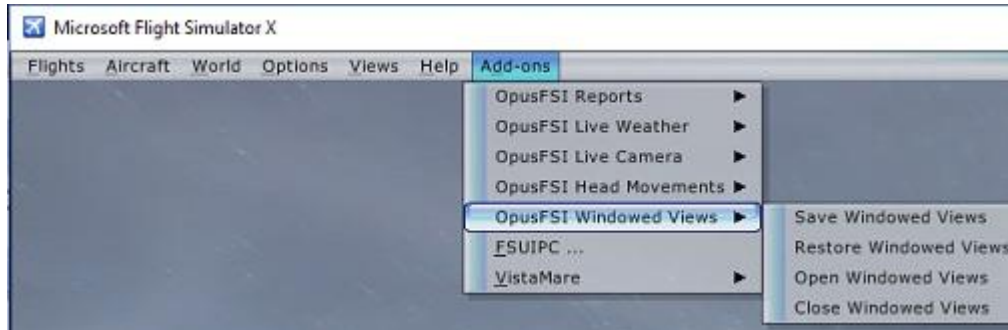 Microsoft Flight Simulator X
Flights Aircraft World Options Views Help Add-ons
OpusFSI Reports
OpusFSI Live Weather
OpusFSI Live Camera
OpusFSI Head Movements
OpusFSI Windowed Views
FSUIPC ...
VistaMare
Save Windowed Views
Restore Windowed Views
Open Windowed Views
Close Windowed Views